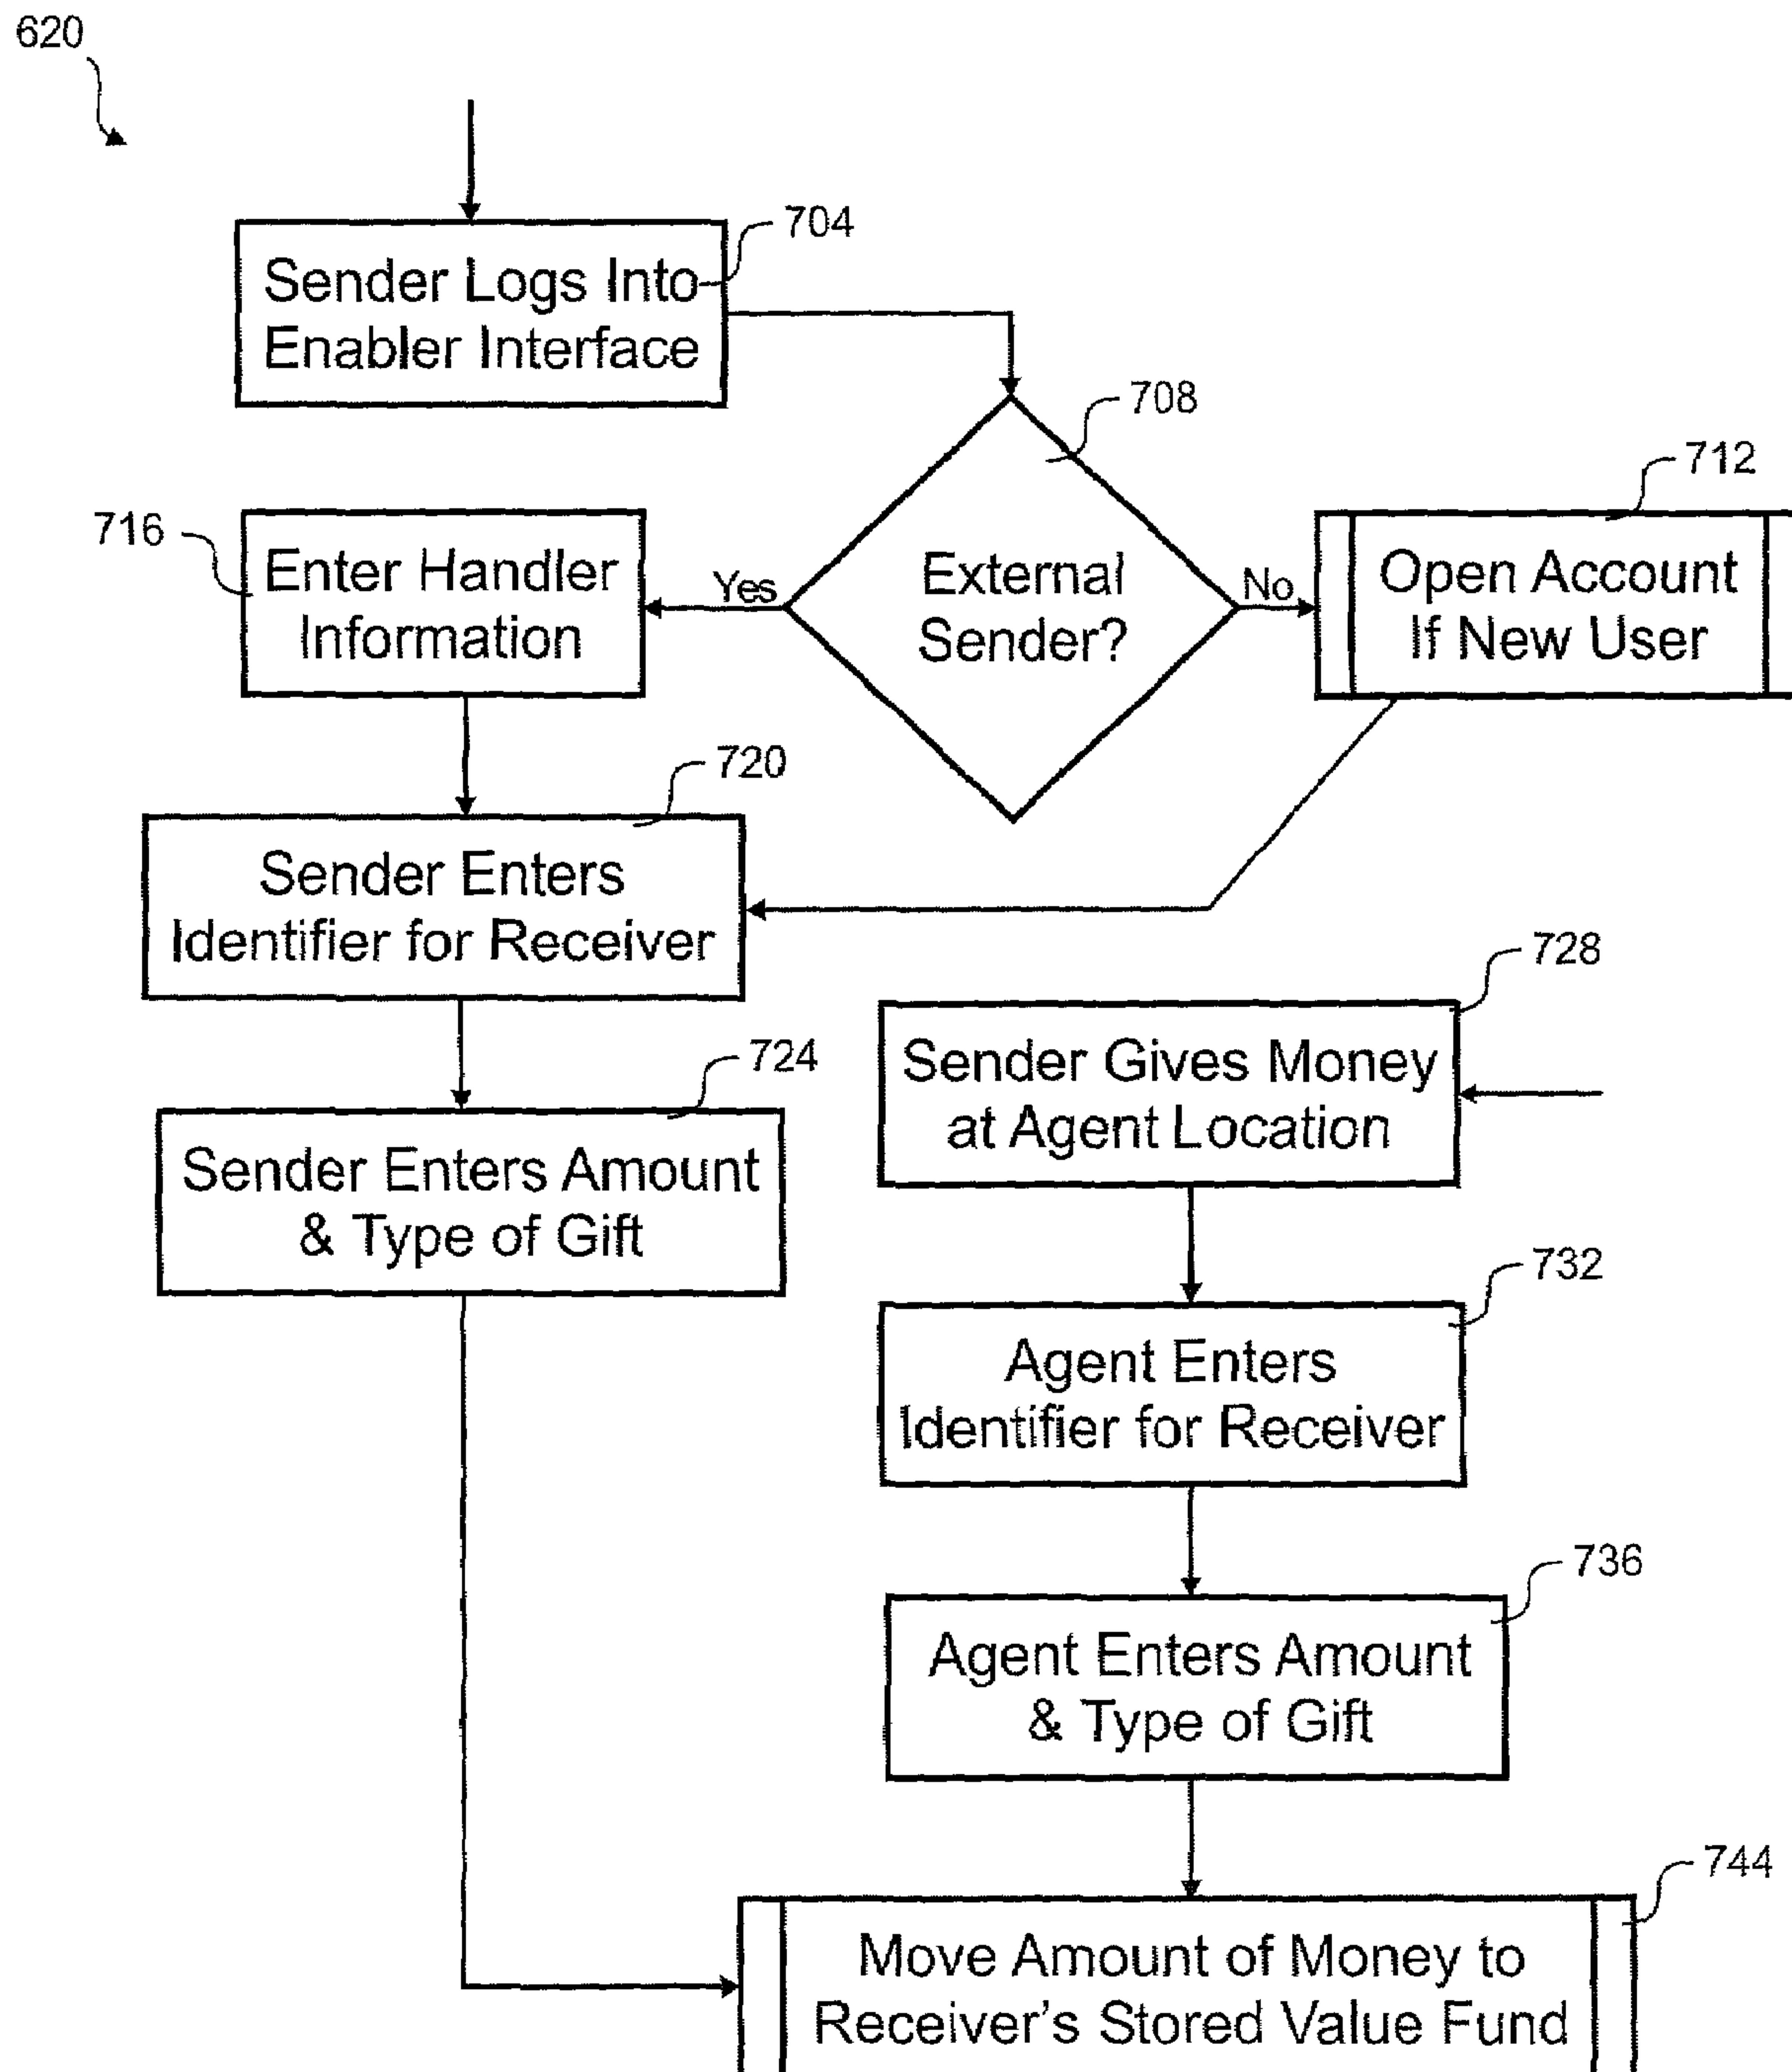 620
704
Sender Logs Into
Enabler Interface
708
712
716
Enter Handler
Information
Yes
External
Sender?
No
Open Account
If New User
720
Sender Enters
Identifier for Receiver
728
Sender Gives Money
at Agent Location
724
Sender Enters Amount
& Type of Gift
732
Agent Enters
Identifier for Receiver
736
Agent Enters Amount
& Type of Gift
744
Move Amount of Money to
Receiver's Stored Value Fund